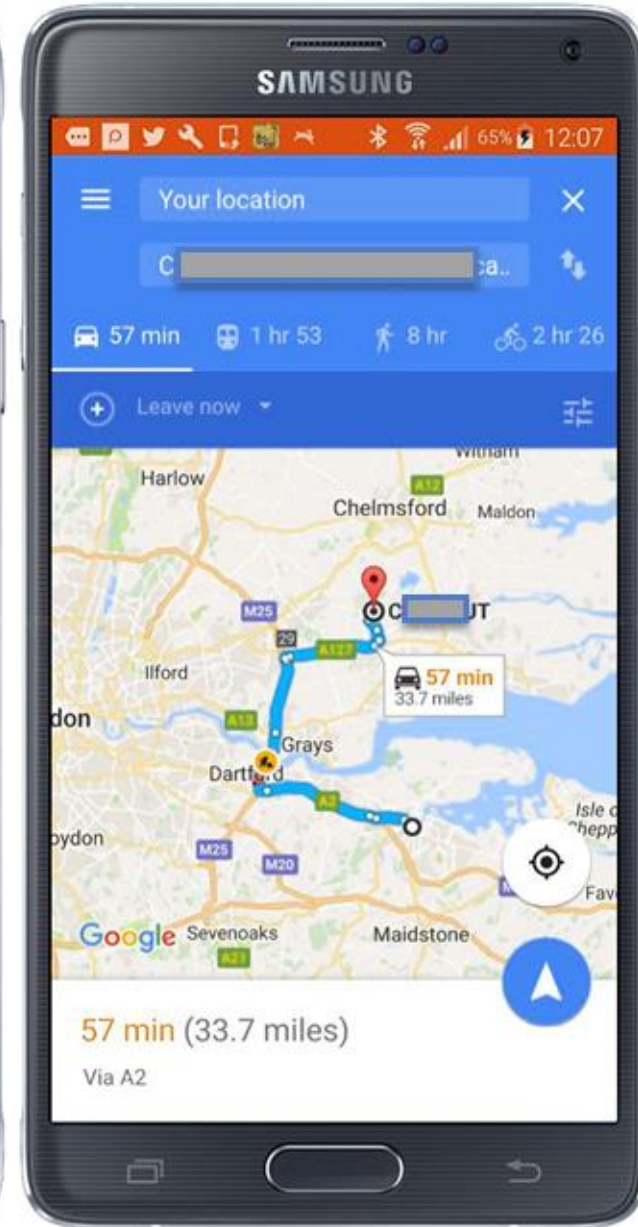 SAMSUNG
65% 12:07
Your location
C ca..
57 min 1 hr 53 8 hr 2 hr 26
Leave now
Witham
Harlow
A12
Chelmsford
Maldon
M25
C UT
29
A127
Ilford
57 min
33.7 miles
don
A13
Grays
Dartford
A2
Isle o
Shepp
oydon
M25
M20
M
Fav
Google
Sevenoaks
Maidstone
A21
57 min (33.7 miles)
Via A2